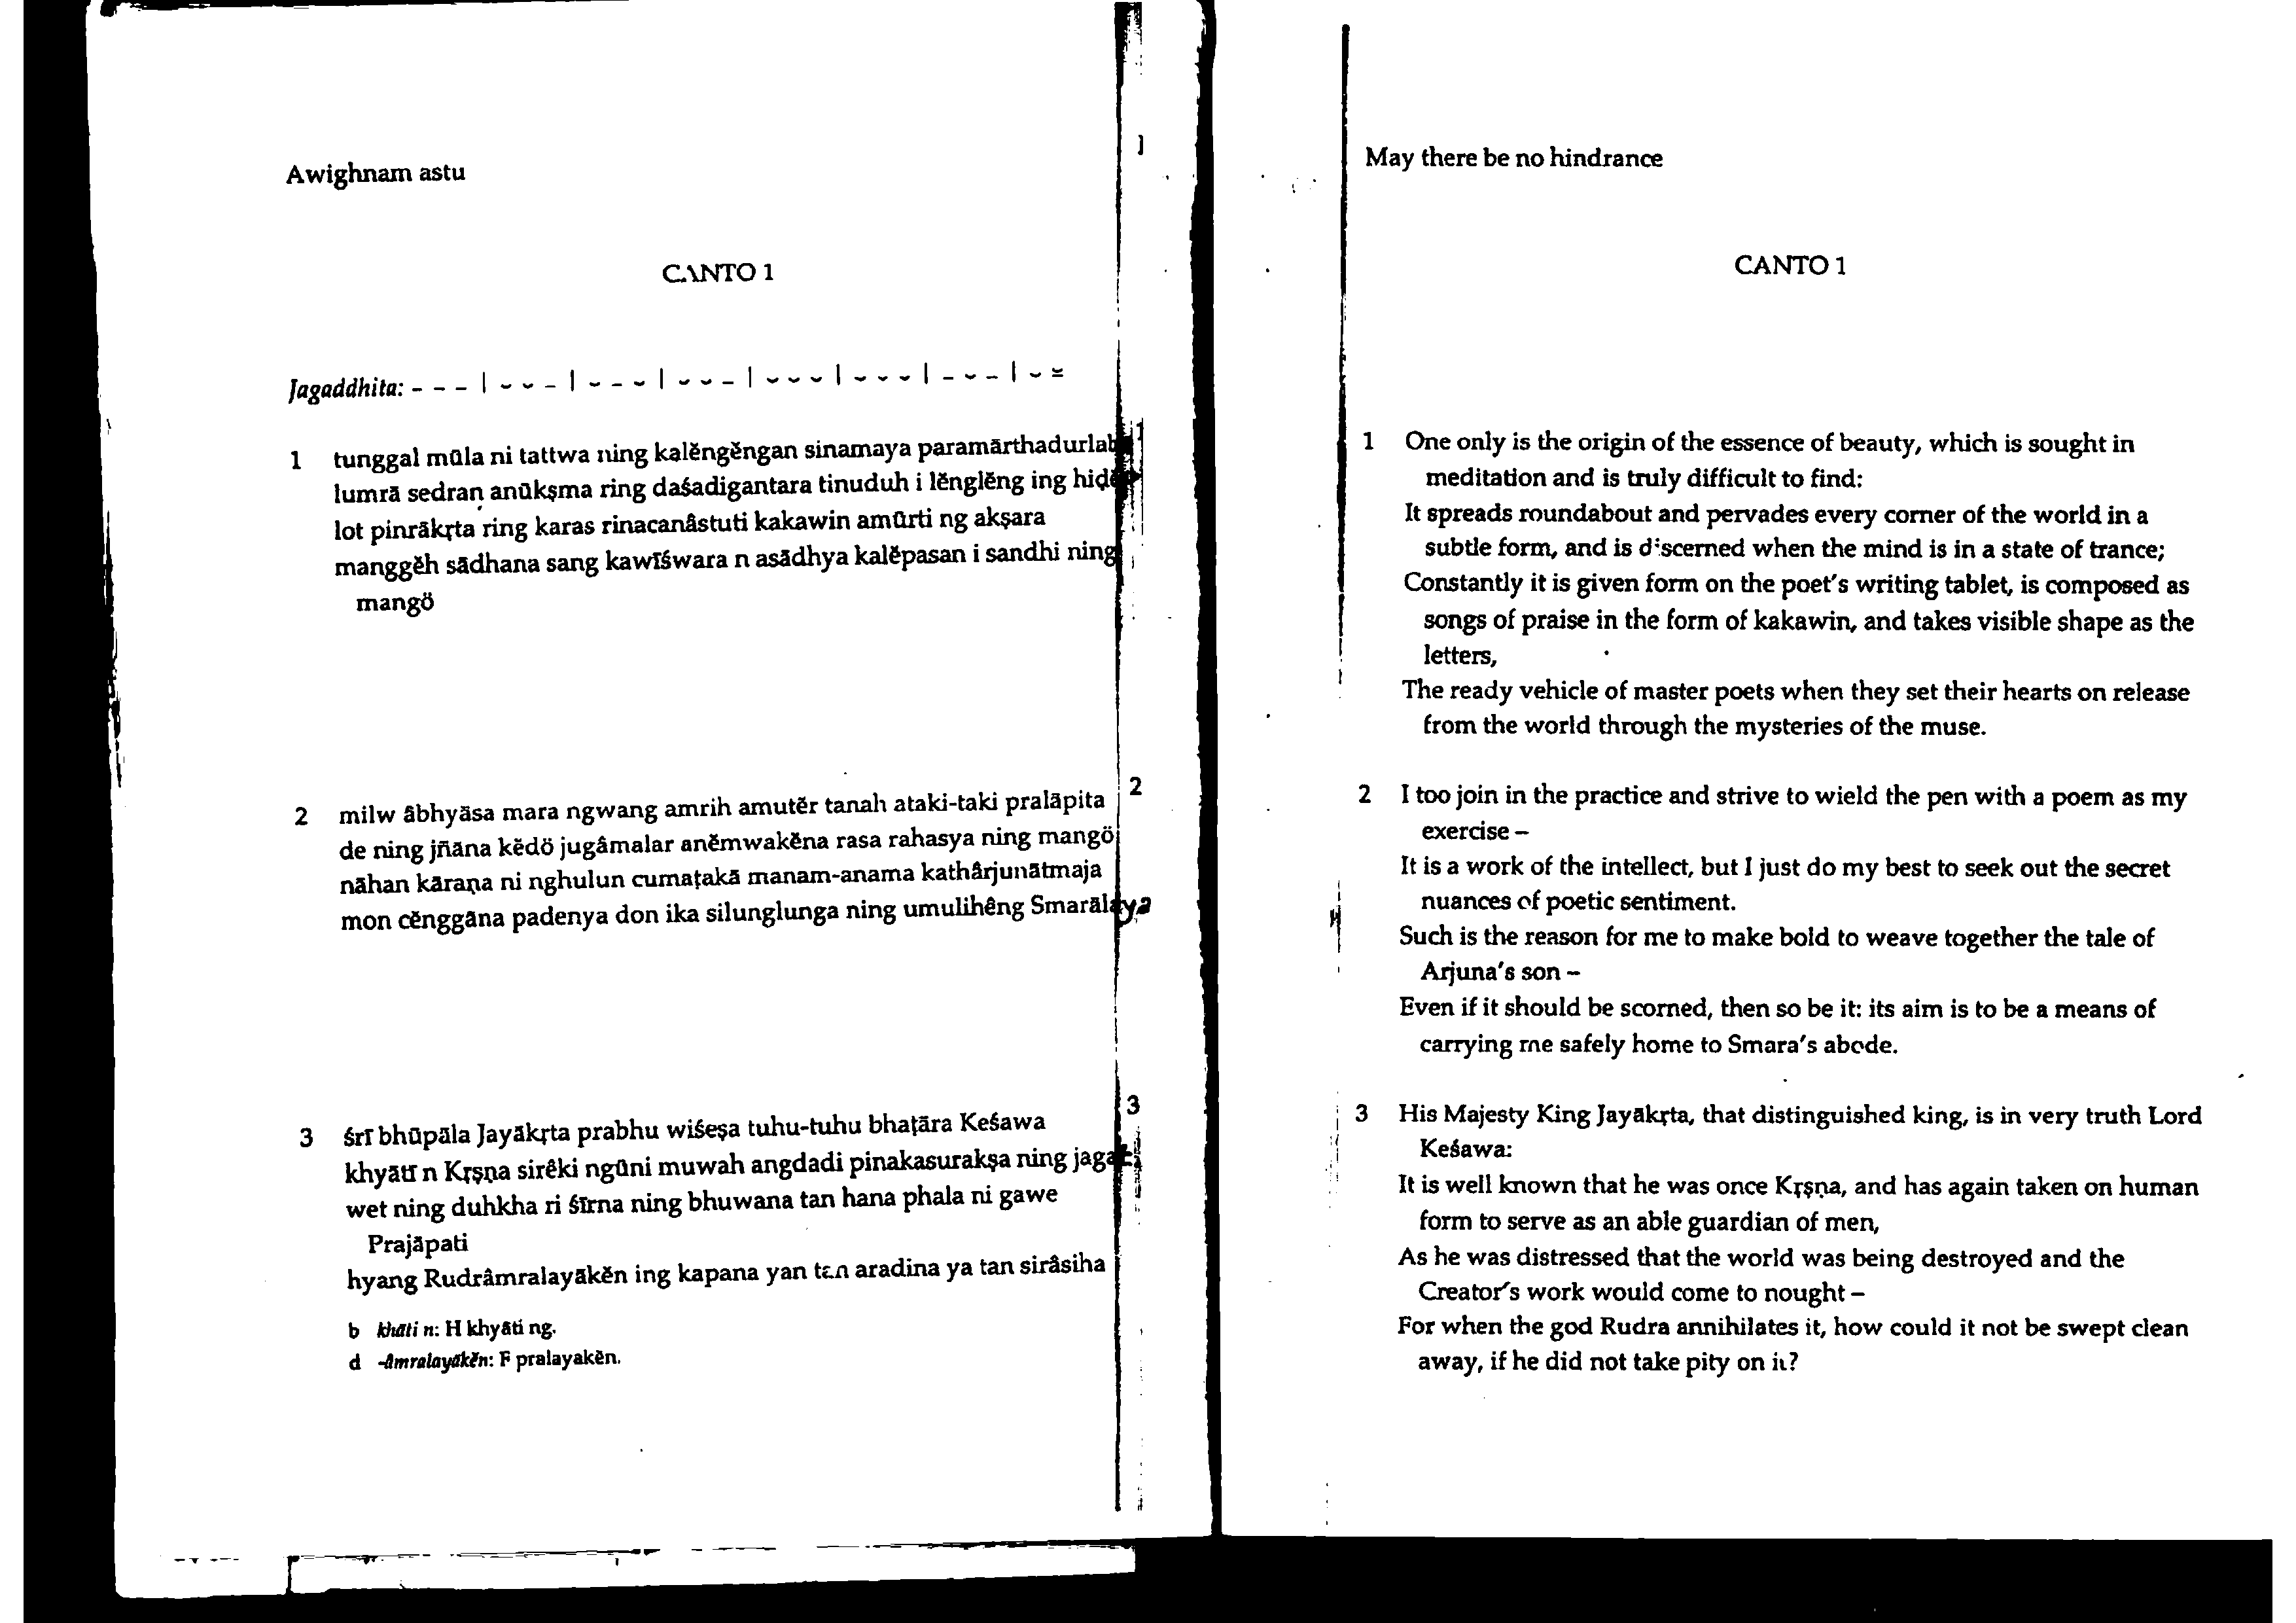 Awighnam astu
CANTO 1
Jagaddhita: - - - | ⏑ ⏑ - | ⏑ - ⏑ | ⏑ ⏑ - | ⏑ ⏑ ⏑ | ⏑ ⏑ ⏑ | - ⏑ - | ⏑ ⏓
1 tunggal mūla ni tattwa ning kalĕngĕngan sinamaya
lumrā sedraṇ anūkṣma ring daśadigantara tinuduh i lĕnglĕng ing
lot pinrākṛta ring karas rinacanâstuti kakawin amūrti ng akṣara
manggĕh sādhana sang kawīśwara n asādhya kalĕpasan i sandhi ning
mangö
2 milw âbhyāsa mara ngwang amrih amutĕr tanah ataki-taki pralāpita
de ning jñāna kĕdö jugâmalar anĕmwakĕna rasa rahasya ning mangö
nāhan kāraṇa ni nghulun cumaṭakā manam-anama kathârjunātmaja
mon cĕnggāna padenya don ika silunglunga ning umulihêng Smarālaya
3 śrī bhūpāla Jayākṛta prabhu wiśeṣa tuhu-tuhu bhaṭāra Keśawa
khyātī n Kṛṣṇa sirêki ngūni muwah angdadi pinakasurakṣa ning jagat
wet ning duhkha ri śīrna ning bhuwana tan hana phala ni gawe
Prajāpati
hyang Rudrâmralayākĕn ing kapana yan tan aradina ya tan sirâsiha
b khāti n: H khyāti ng.
d -âmralayākĕn: F pralayakĕn.
1
1
2
3
May there be no hindrance
CANTO 1
1 One only is the origin of the essence of beauty, which is sought in
meditation and is truly difficult to find:
It spreads roundabout and pervades every corner of the world in a
subtle form, and is discerned when the mind is in a state of trance;
Constantly it is given form on the poet's writing tablet, is composed as
songs of praise in the form of kakawin, and takes visible shape as the
letters,
The ready vehicle of master poets when they set their hearts on release
from the world through the mysteries of the muse.
2 I too join in the practice and strive to wield the pen with a poem as my
exercise –
It is a work of the intellect, but I just do my best to seek out the secret
nuances of poetic sentiment.
Such is the reason for me to make bold to weave together the tale of
Arjuna's son –
Even if it should be scorned, then so be it: its aim is to be a means of
carrying me safely home to Smara's abode.
3 His Majesty King Jayākṛta, that distinguished king, is in very truth Lord
Keśawa:
It is well known that he was once Kṛṣṇa, and has again taken on human
form to serve as an able guardian of men,
As he was distressed that the world was being destroyed and the
Creator's work would come to nought –
For when the god Rudra annihilates it, how could it not be swept clean
away, if he did not take pity on it?